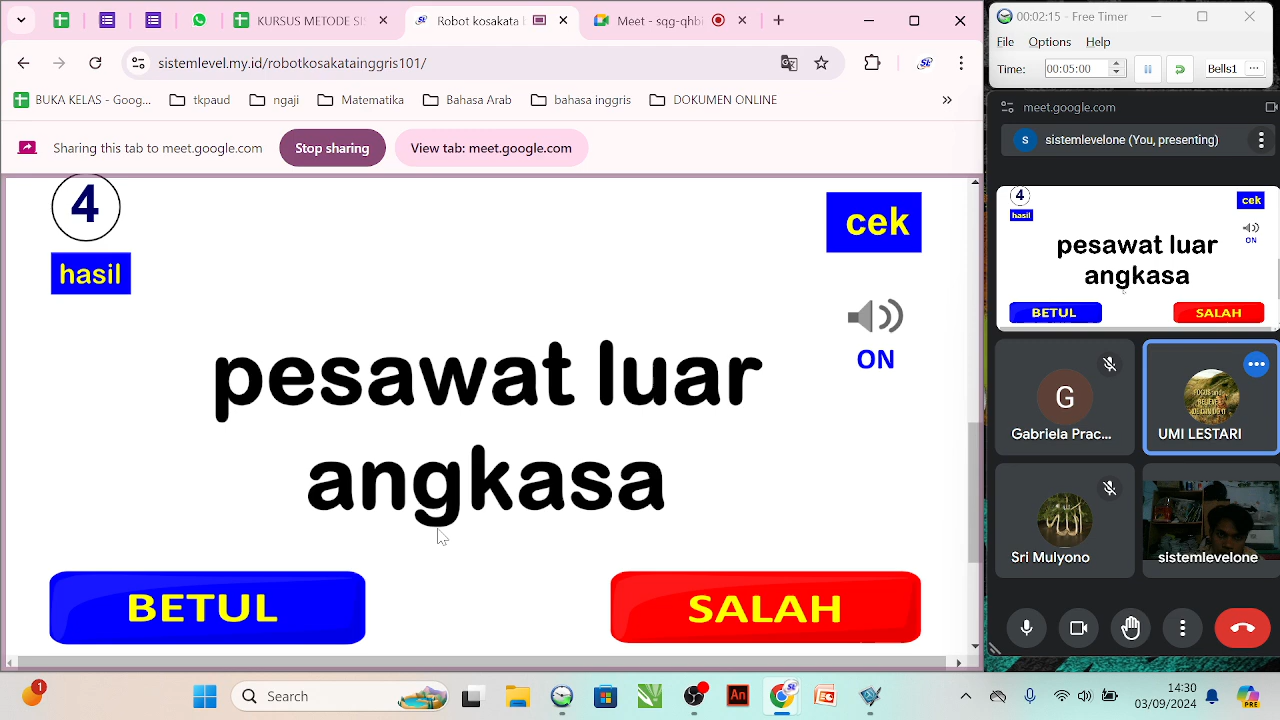 KURSUS METODE SI
Robot kosakata I
Meet - sqg-qhbi
sistemlevel.my.id/robotkosakatainggris101/
BUKA KELAS - Goog...
tkpaud
ngaji
Matematika
Bahasa Arab
bahasa inggris
DOKUMEN ONLINE
Sharing this tab to meet.google.com
Stop sharing
View tab: meet.google.com
4
cek
hasil
ON
pesawat luar
angkasa
BETUL
SALAH
00:02:15 - Free Timer
File Options Help
Time: 00:05:00 Bells1 ...
meet.google.com
S sistemlevelone (You, presenting)
4
cek
hasil
ON
pesawat luar
angkasa
BETUL
SALAH
G
Gabriela Prac...
UMI LESTARI
Sri Mulyono
sistemlevelone
1
Search
An
14:30
03/09/2024
PRE